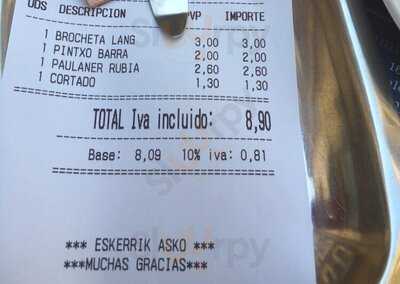 UDS DESCRIPCION PVP IMPORTE
1 BROCHETA LANG 3,00 3,00
1 PINTXO BARRA 2,00 2,00
1 PAULANER RUBIA 2,60 2,60
1 CORTADO 1,30 1,30
TOTAL Iva incluido: 8,90
Base: 8,09 10% iva: 0,81
*** ESKERRIK ASKO ***
***MUCHAS GRACIAS***